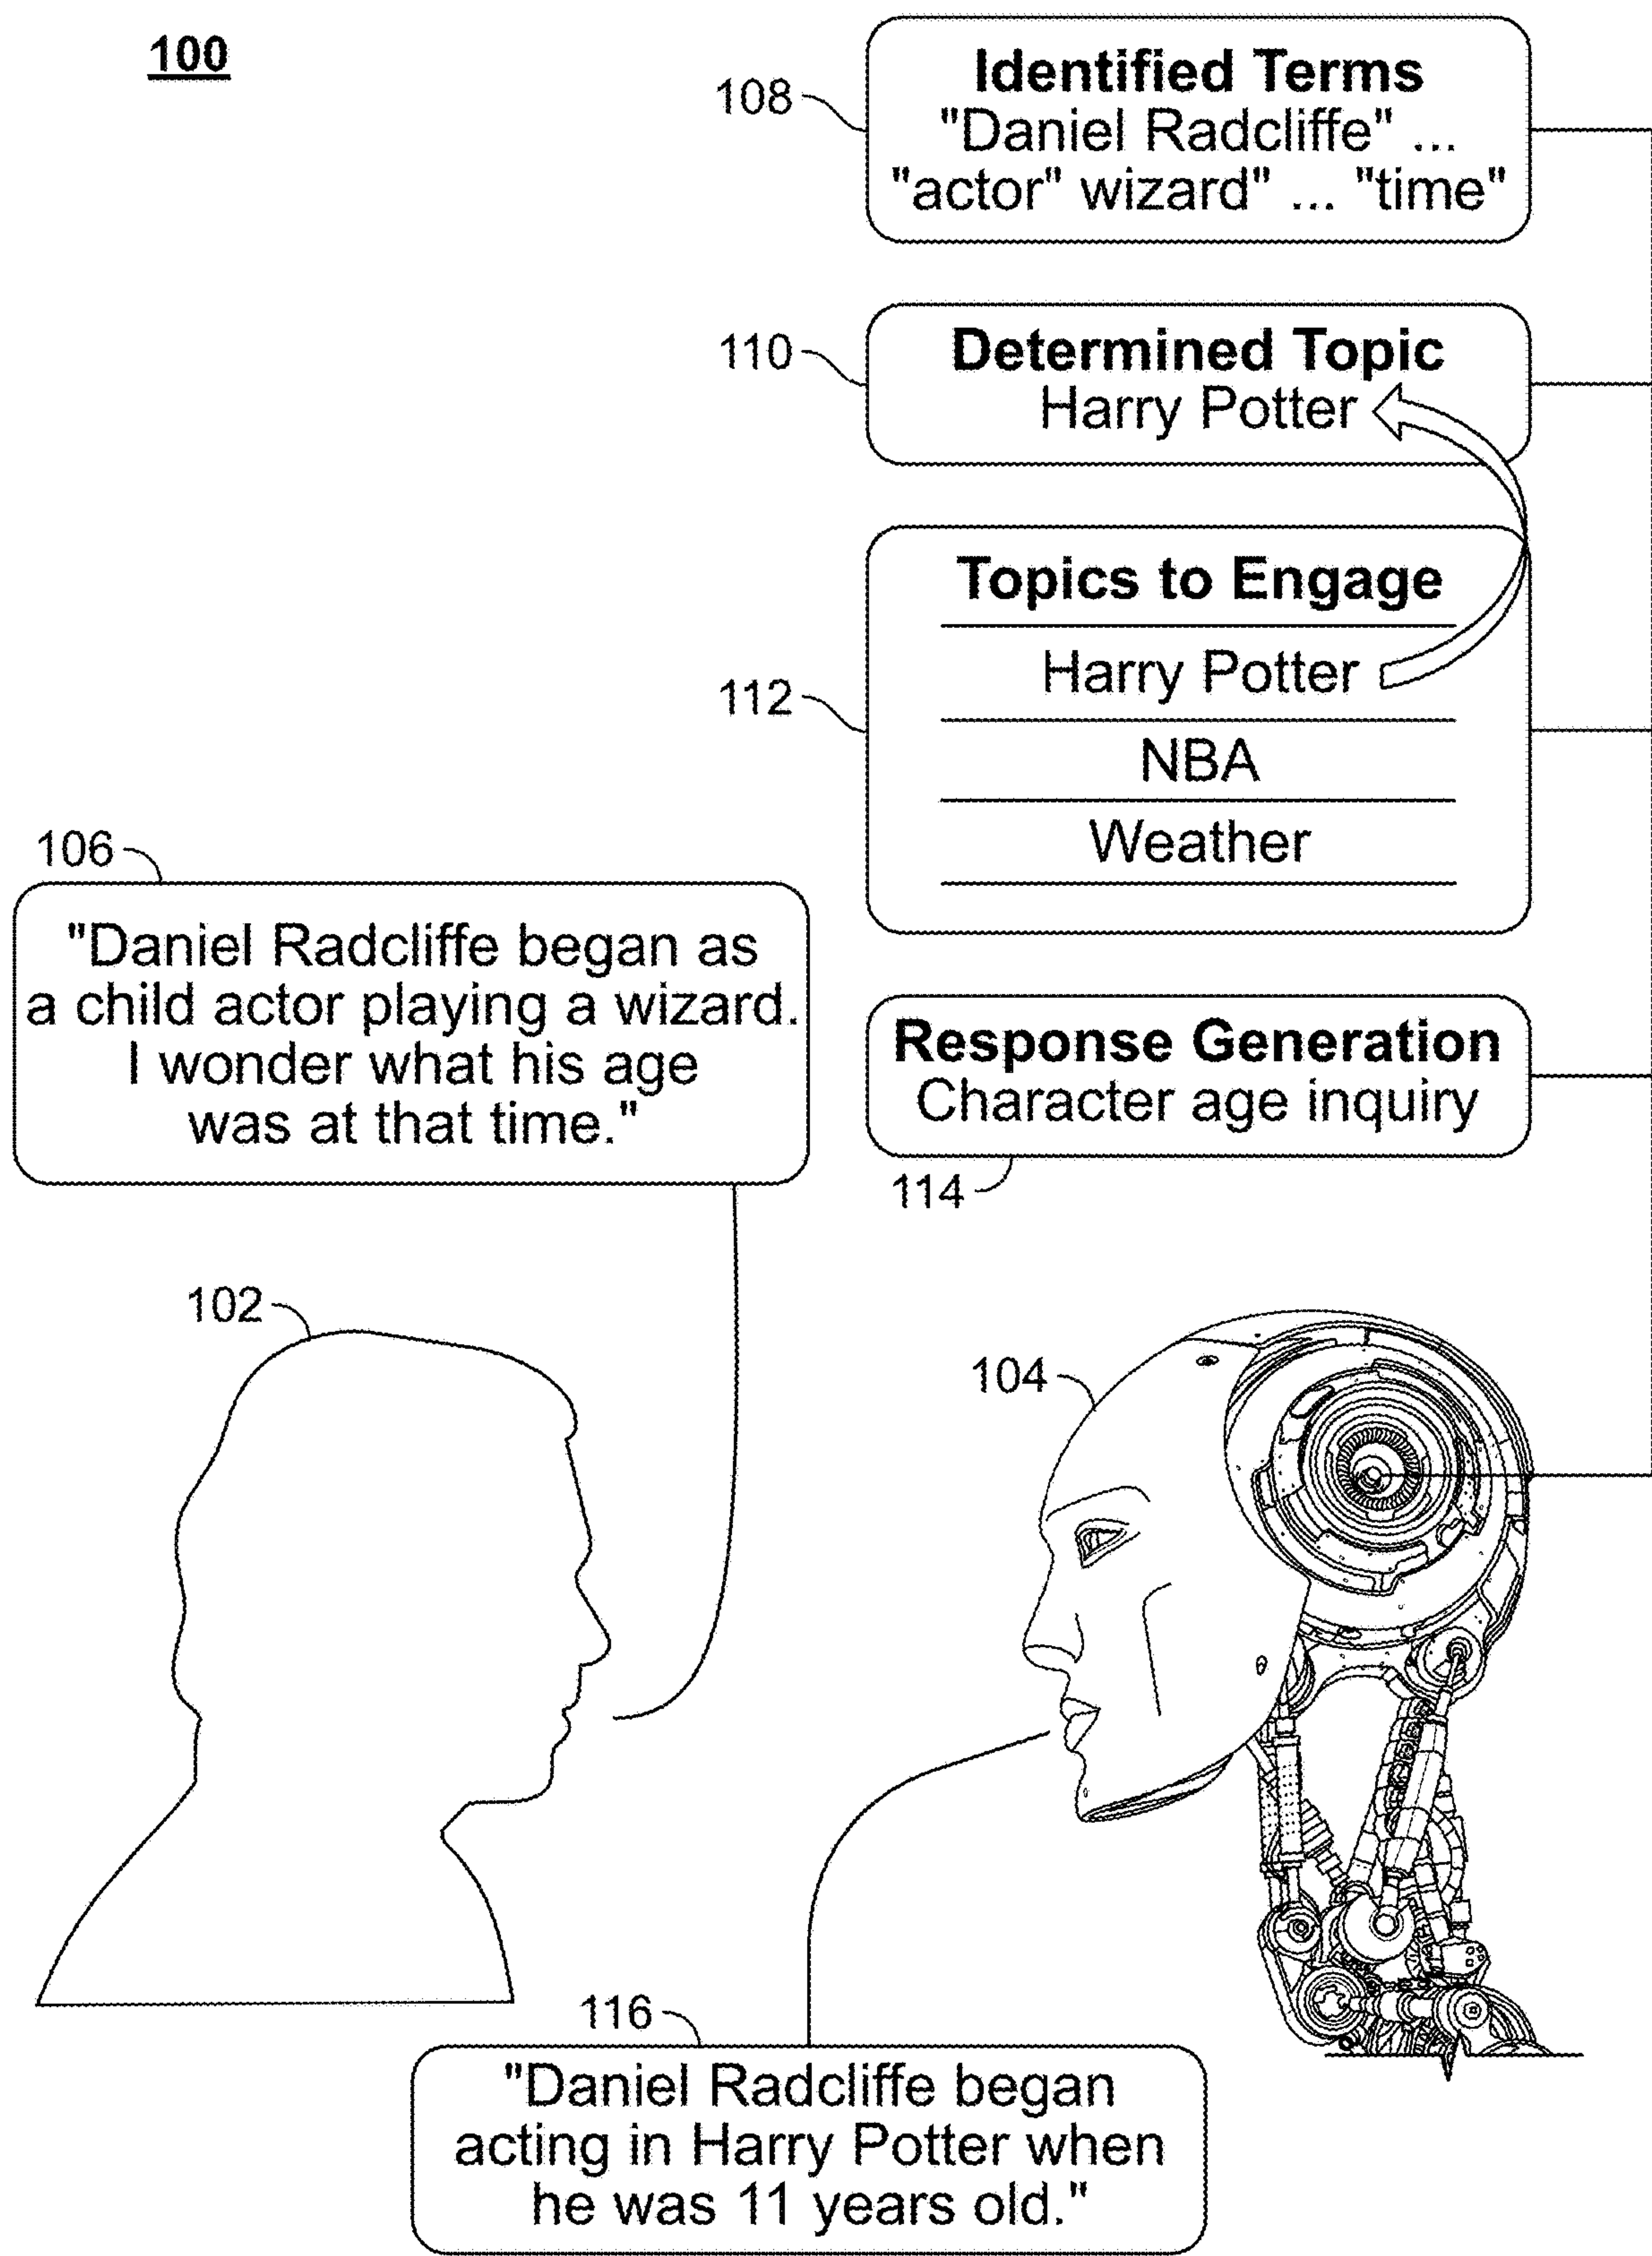 100
108
Identified Terms
"Daniel Radcliffe" ...
"actor" wizard" ... "time"
110
Determined Topic
Harry Potter
112
Topics to Engage
Harry Potter
NBA
Weather
106
"Daniel Radcliffe began as
a child actor playing a wizard.
I wonder what his age
was at that time."
Response Generation
Character age inquiry
114
102
104
116
"Daniel Radcliffe began
acting in Harry Potter when
he was 11 years old."